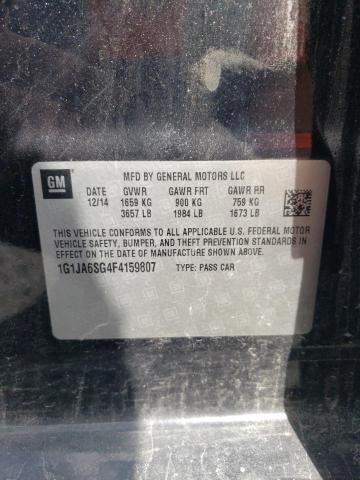 GM
MFD BY GENERAL MOTORS LLC
DATE GVWR GAWR FRT GAWR RR
12/14 1659 KG 900 KG 759 KG
3657 LB 1984 LB 1673 LB
THIS VEHICLE CONFORMS TO ALL APPLICABLE U.S. FEDERAL MOTOR
VEHICLE SAFETY, BUMPER, AND THEFT PREVENTION STANDARDS IN
EFFECT ON THE DATE OF MANUFACTURE SHOWN ABOVE.
1G1JA6SG4F4159807 TYPE: PASS CAR